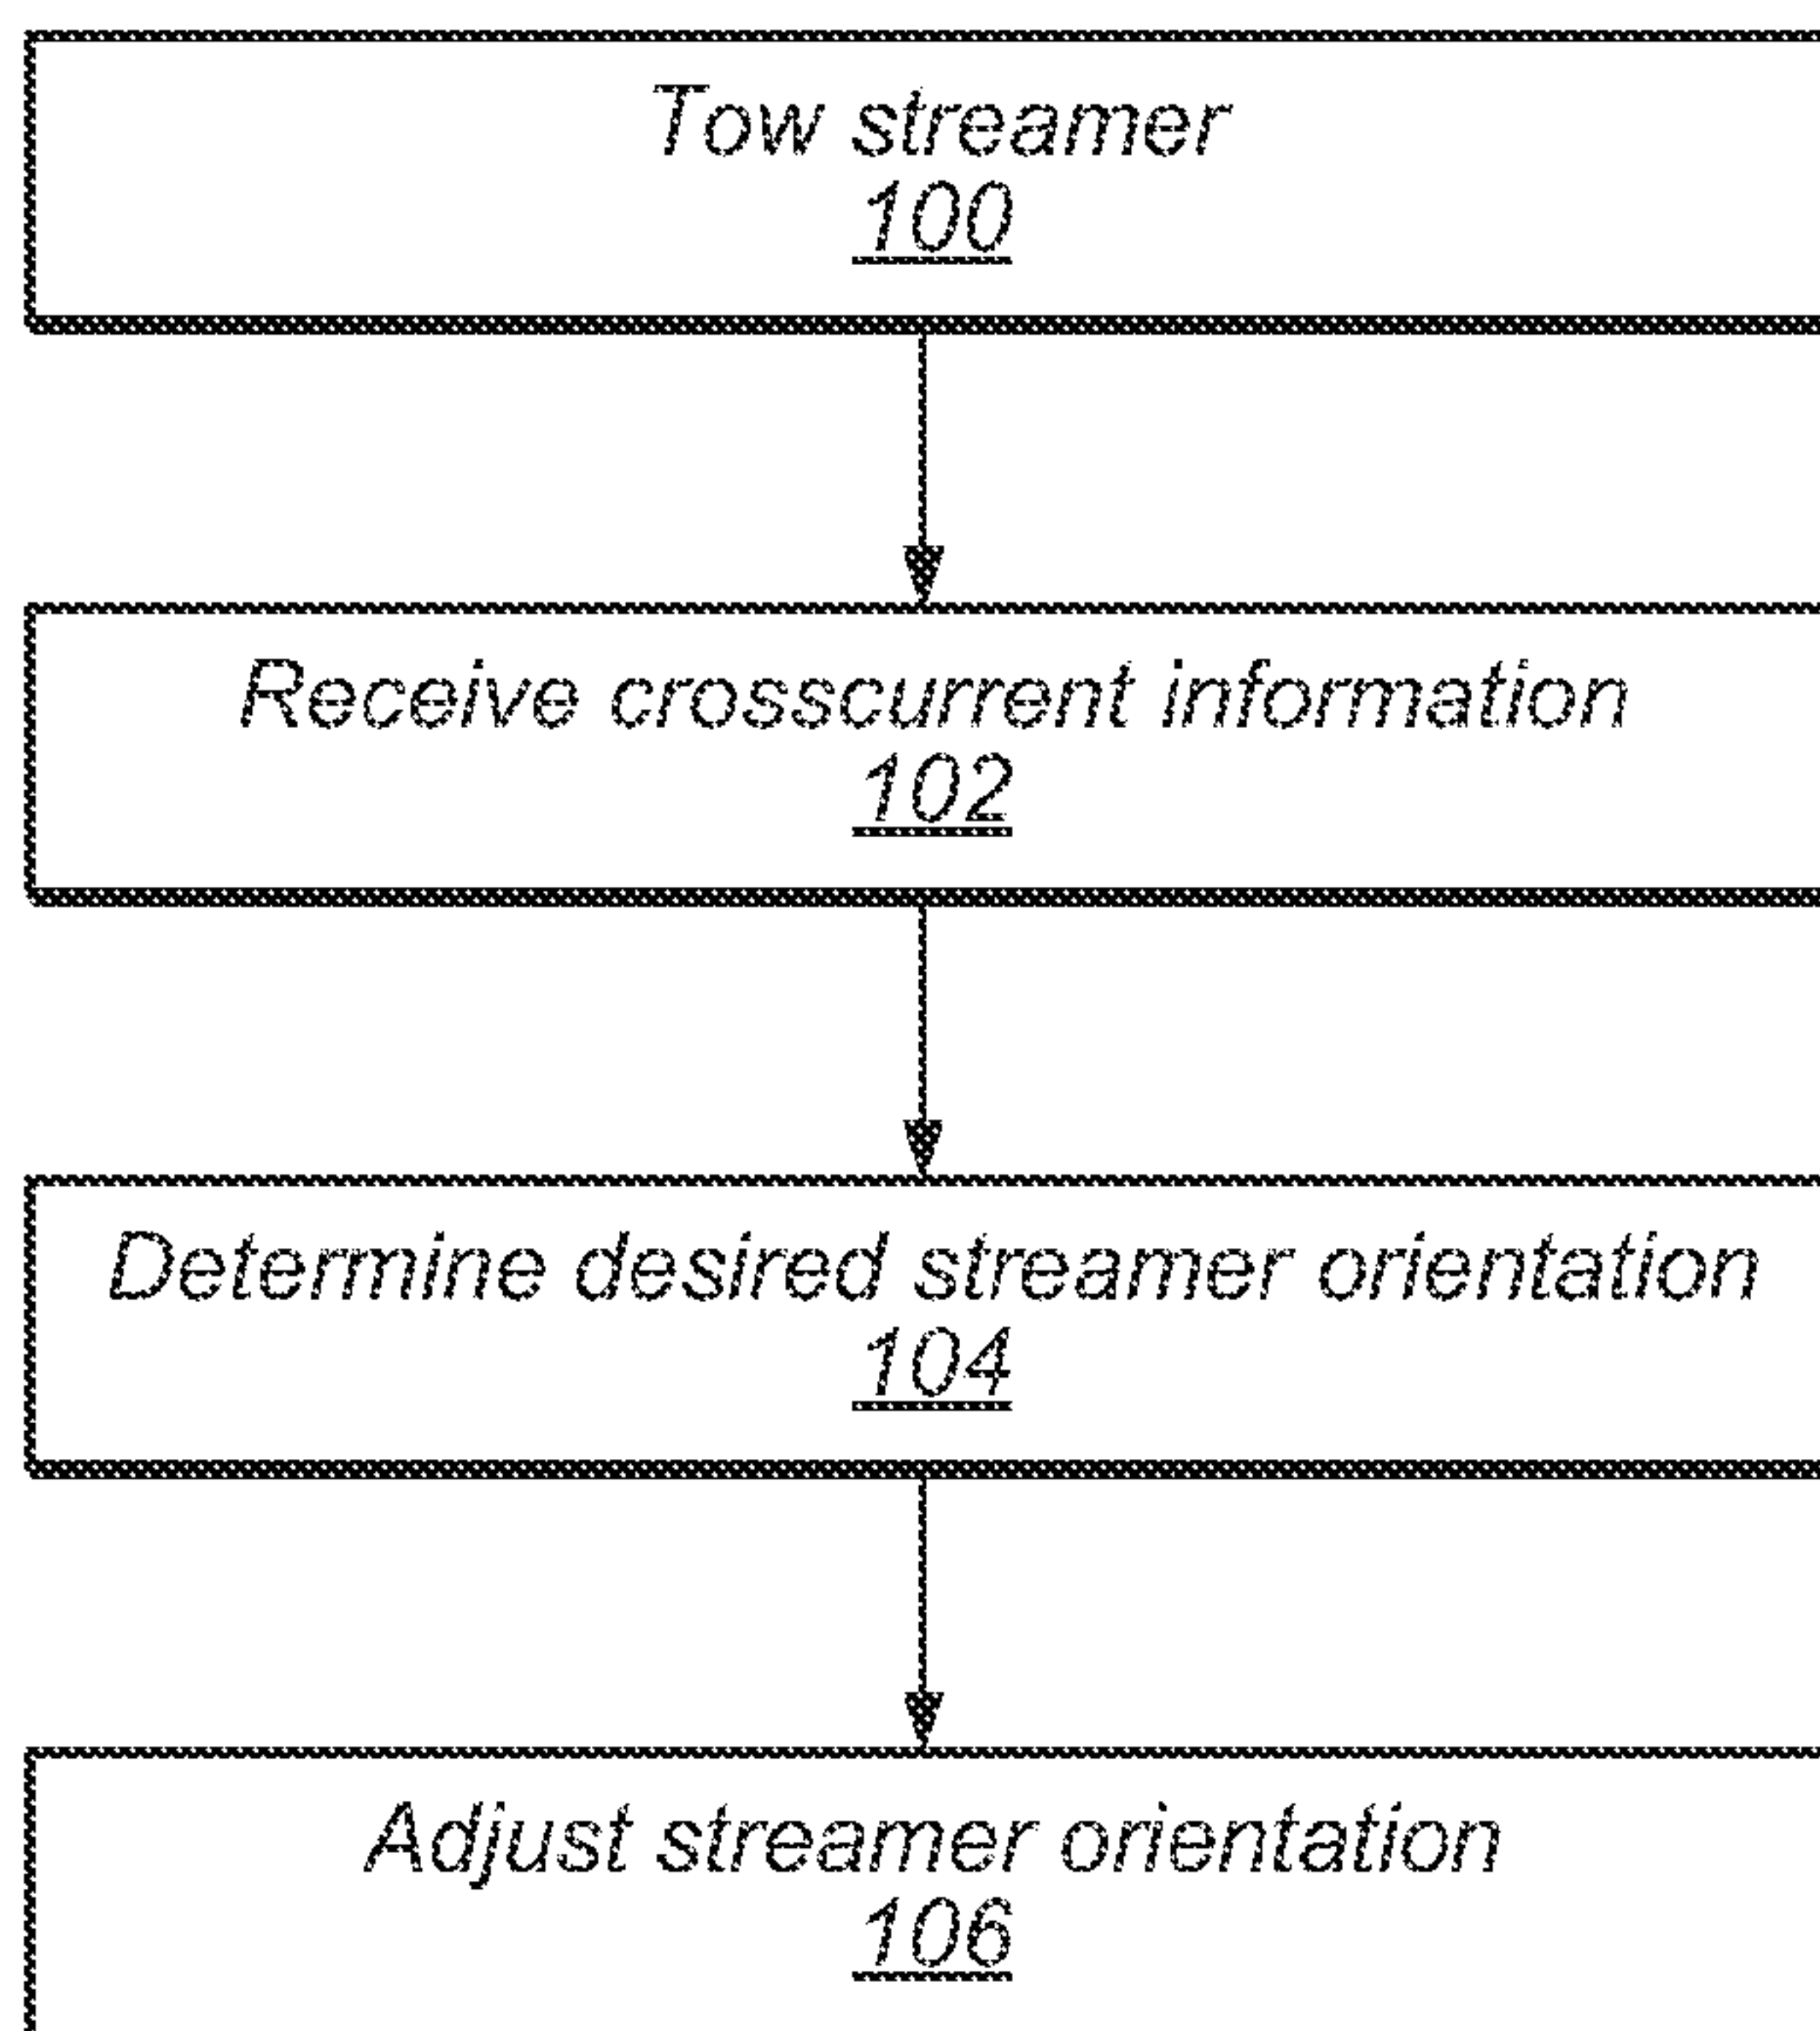 Tow streamer
100
Receive crosscurrent information
102
Determine desired streamer orientation
104
Adjust streamer orientation
106